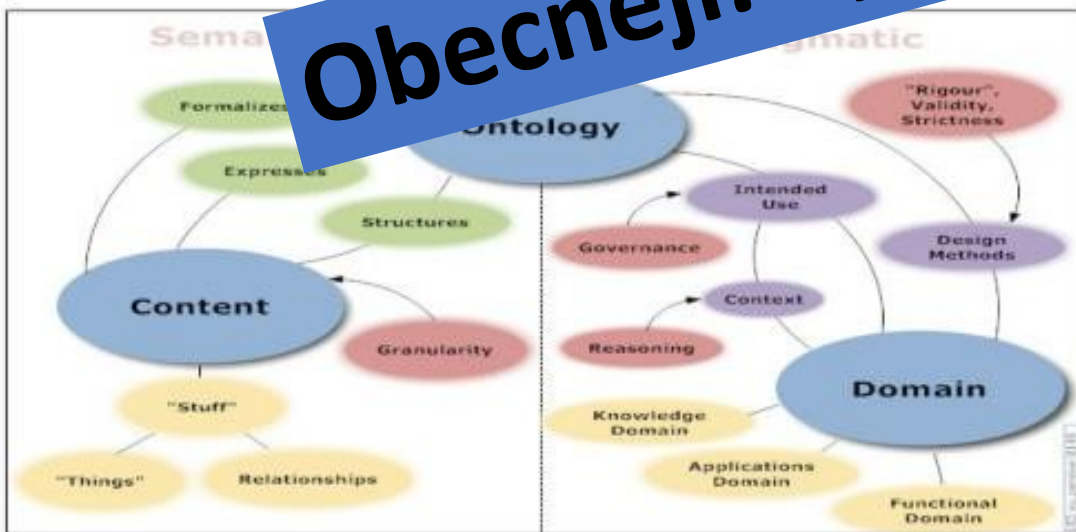 Obecněji:
Ontology
Formalizes
Expresses
Structures
Content
Granularity
"Stuff"
"Things"
Relationships
"Rigour",
Validity,
Strictness
Intended
Use
Governance
Design
Methods
Context
Reasoning
Domain
Knowledge
Domain
Applications
Domain
Functional
Domain